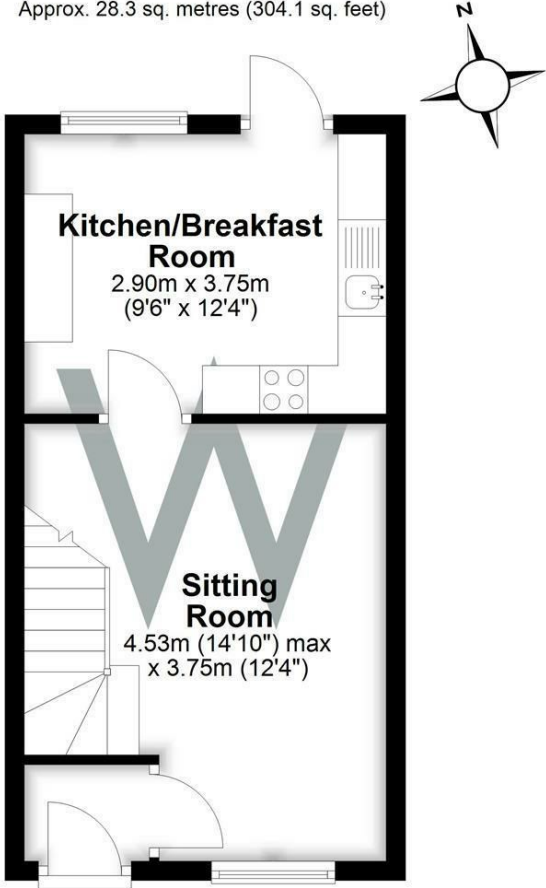 Approx. 28.3 sq. metres (304.1 sq. feet)
N
Kitchen/Breakfast
Room
2.90m x 3.75m
(9'6" x 12'4")
W
Sitting
Room
4.53m (14'10") max
x 3.75m (12'4")